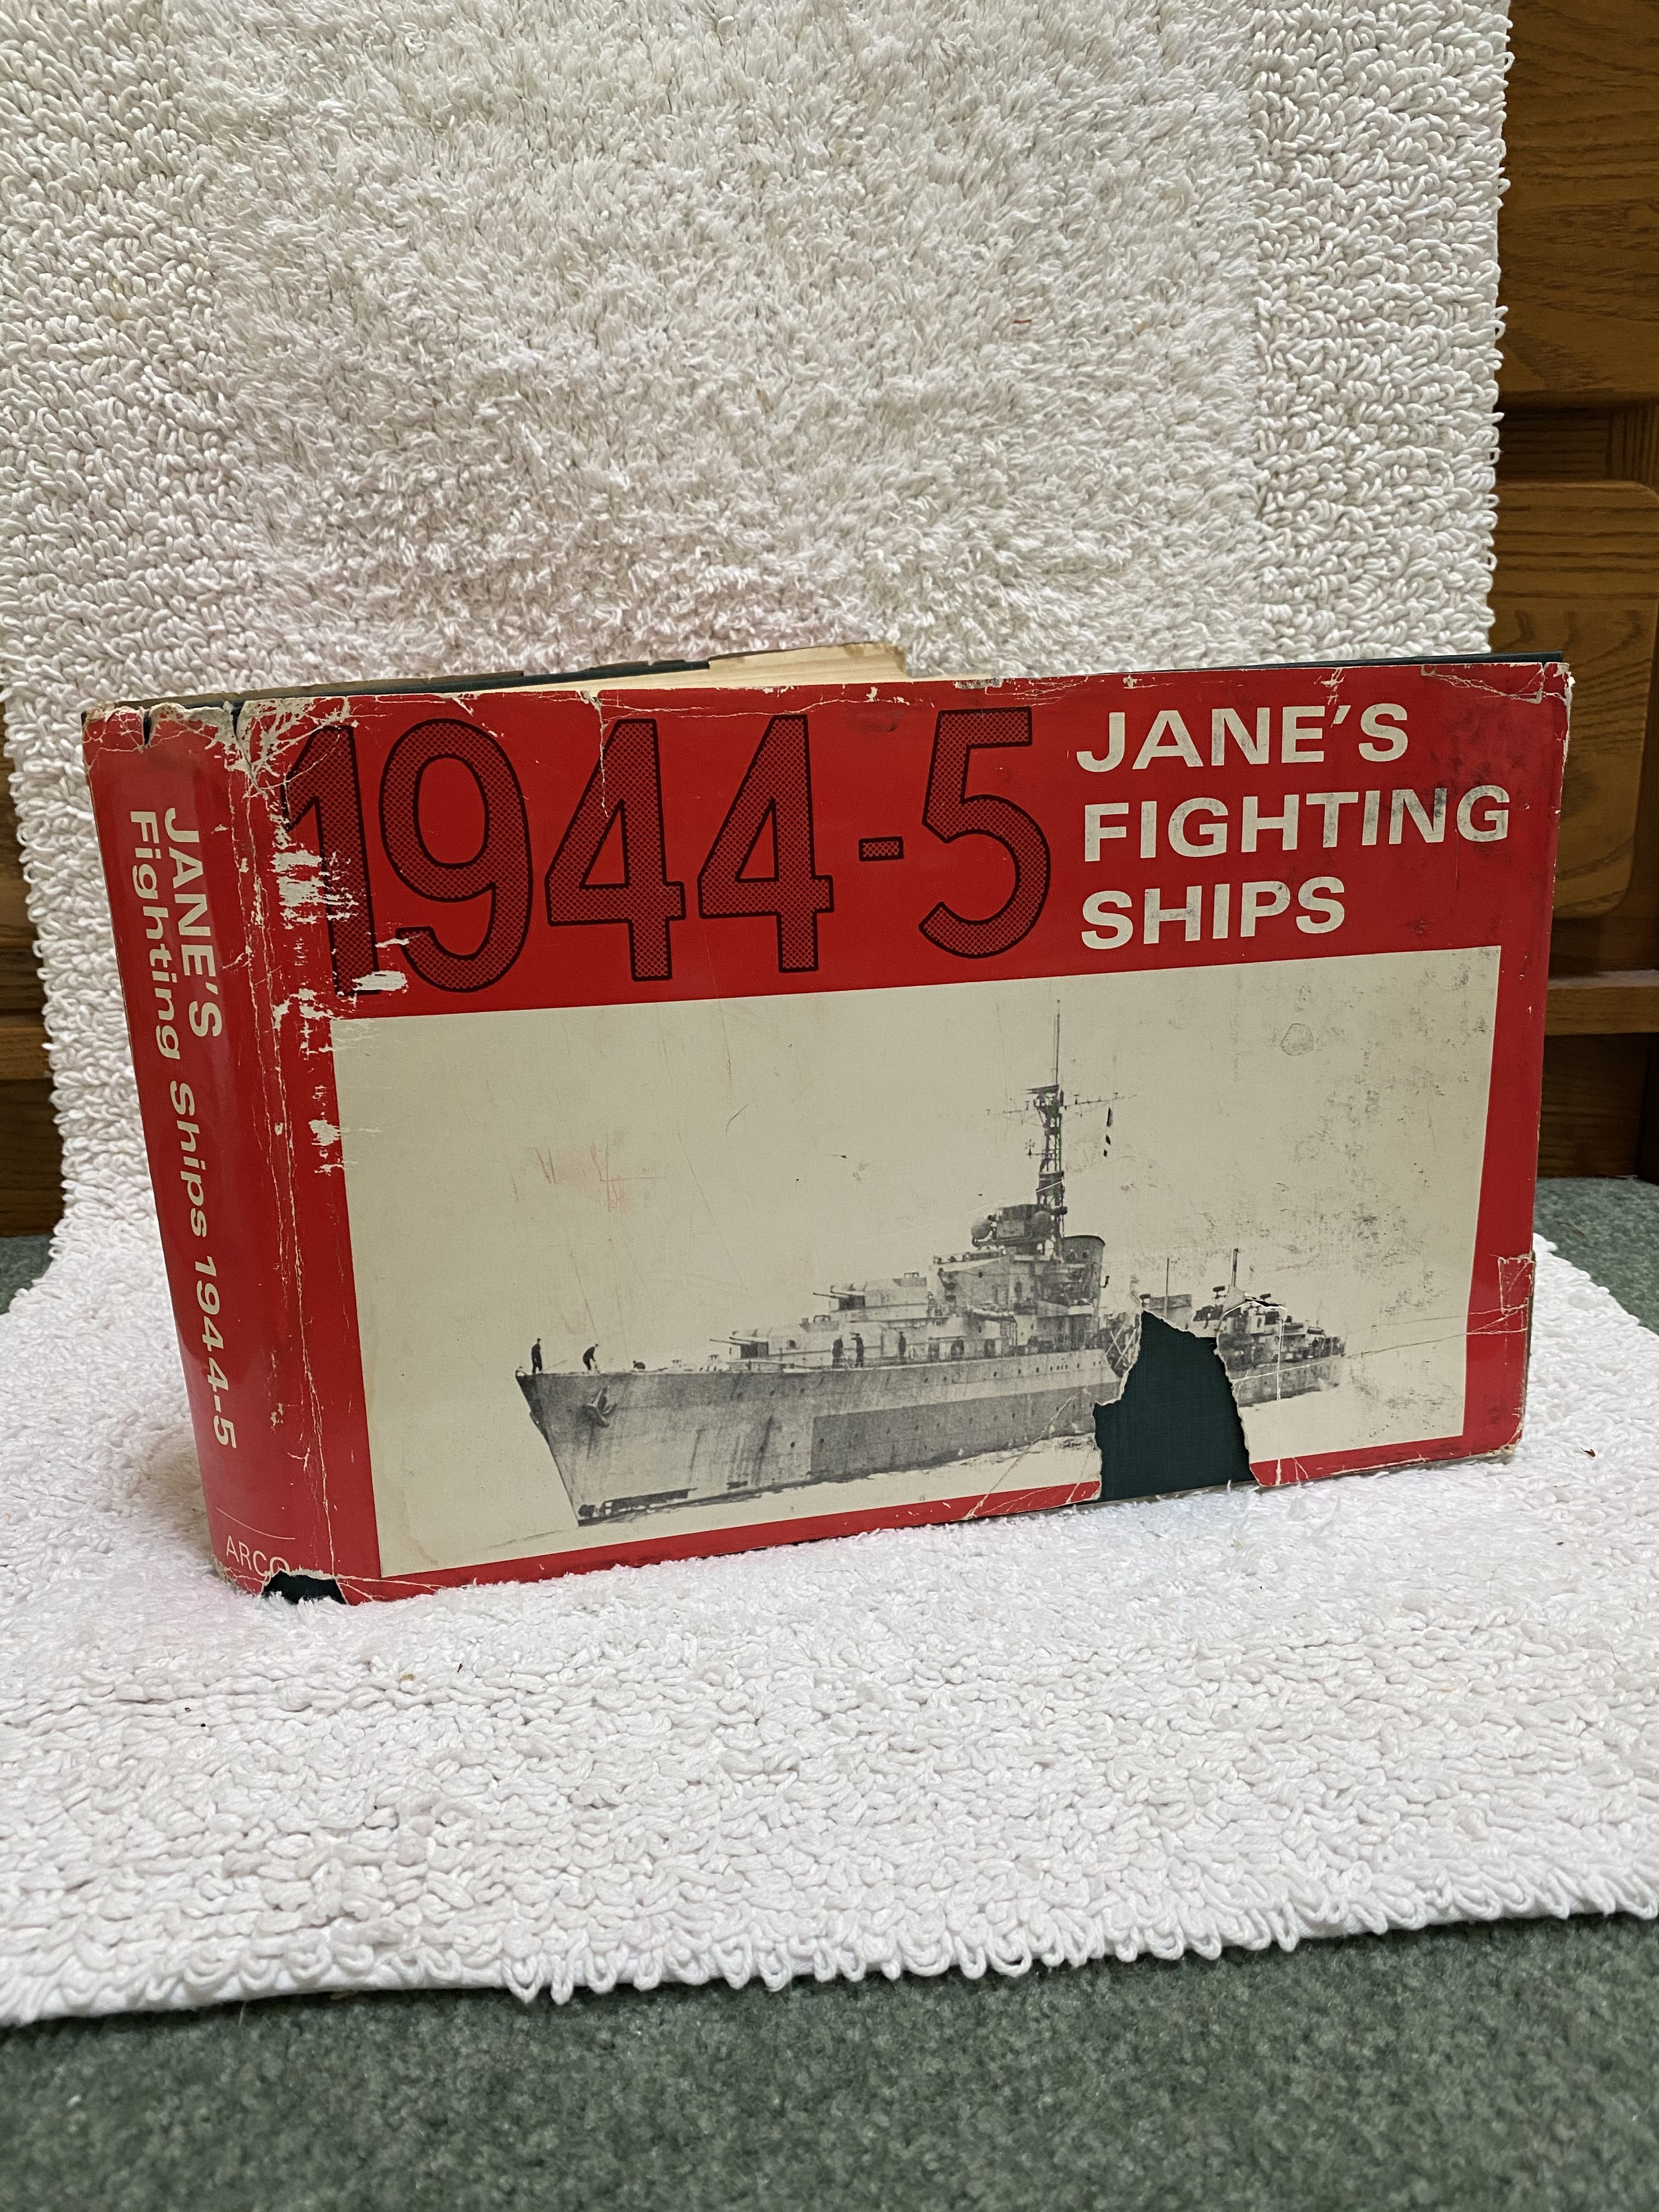 1944-5
JANE'S
FIGHTING
SHIPS
JANE'S
Fighting Ships 1944-5
ARCO